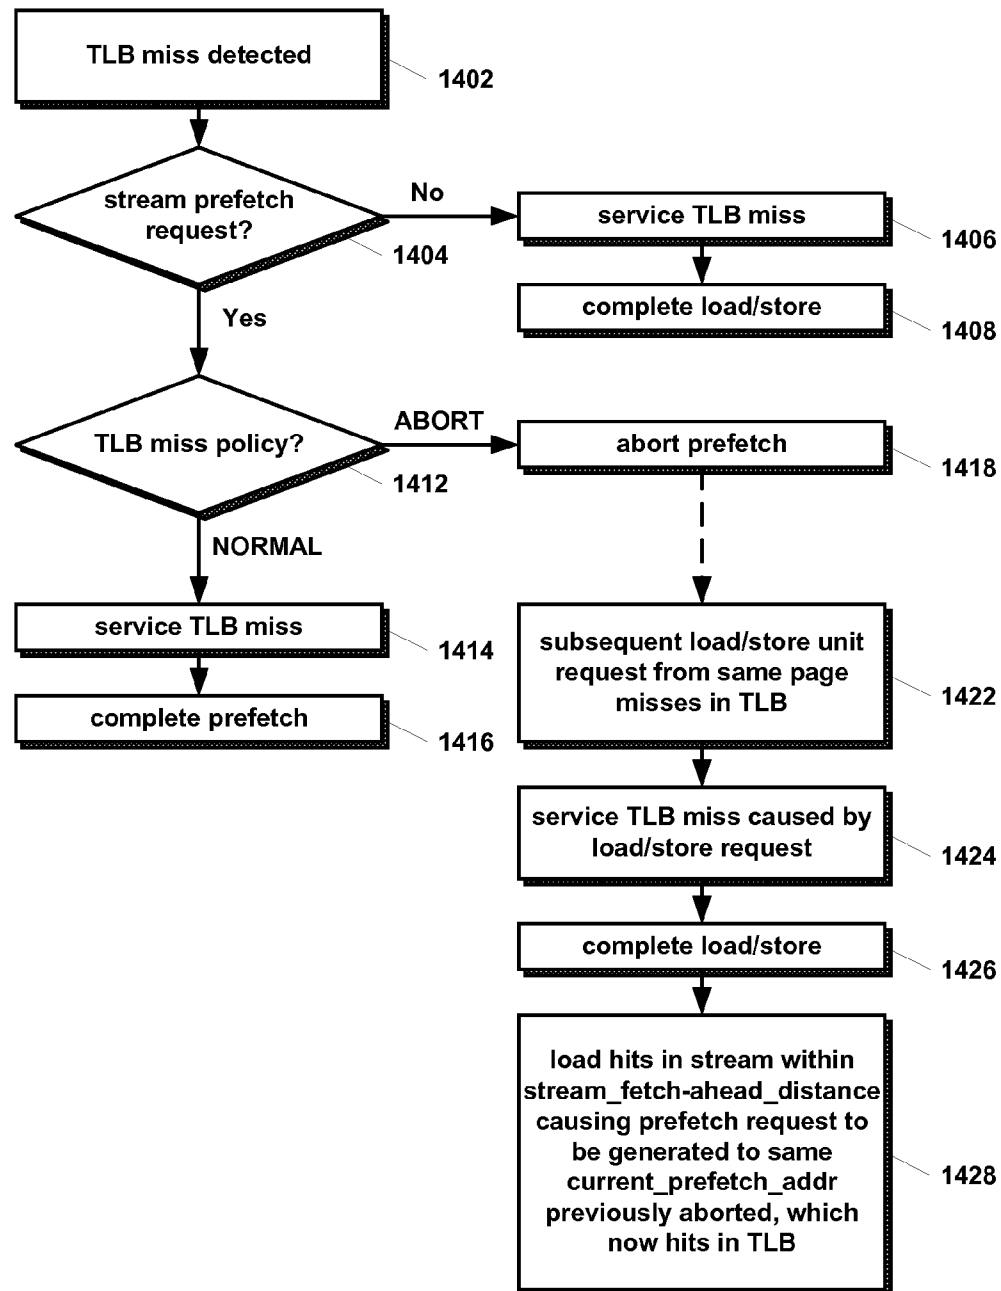 TLB miss detected
1402
stream prefetch
request?
1404
No
service TLB miss
1406
complete load/store
1408
Yes
TLB miss policy?
1412
ABORT
abort prefetch
1418
NORMAL
service TLB miss
1414
complete prefetch
1416
subsequent load/store unit
request from same page
misses in TLB
1422
service TLB miss caused by
load/store request
1424
complete load/store
1426
load hits in stream within
stream_fetch-ahead_distance
causing prefetch request to
be generated to same
current_prefetch_addr
previously aborted, which
now hits in TLB
1428